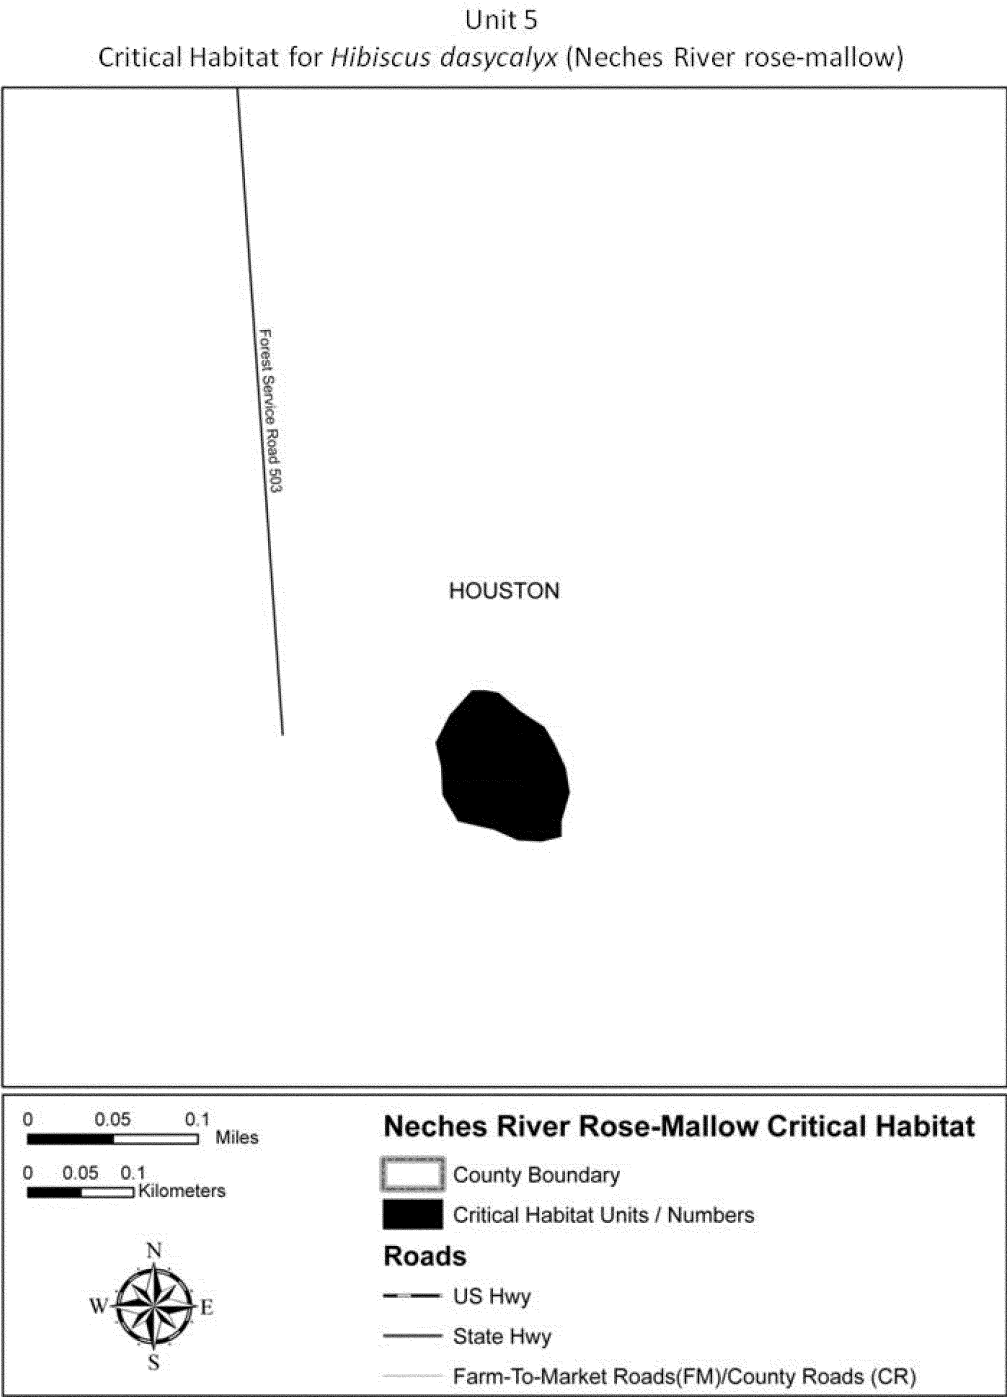 Unit 5
Critical Habitat for Hibiscus dasycalyx (Neches River rose-mallow)
Forest Service Road 503
HOUSTON
0 0.05 0.1
Miles
0 0.05 0.1
Kilometers
N
W E
S
Neches River Rose-Mallow Critical Habitat
County Boundary
Critical Habitat Units / Numbers
Roads
US Hwy
State Hwy
Farm-To-Market Roads(FM)/County Roads (CR)